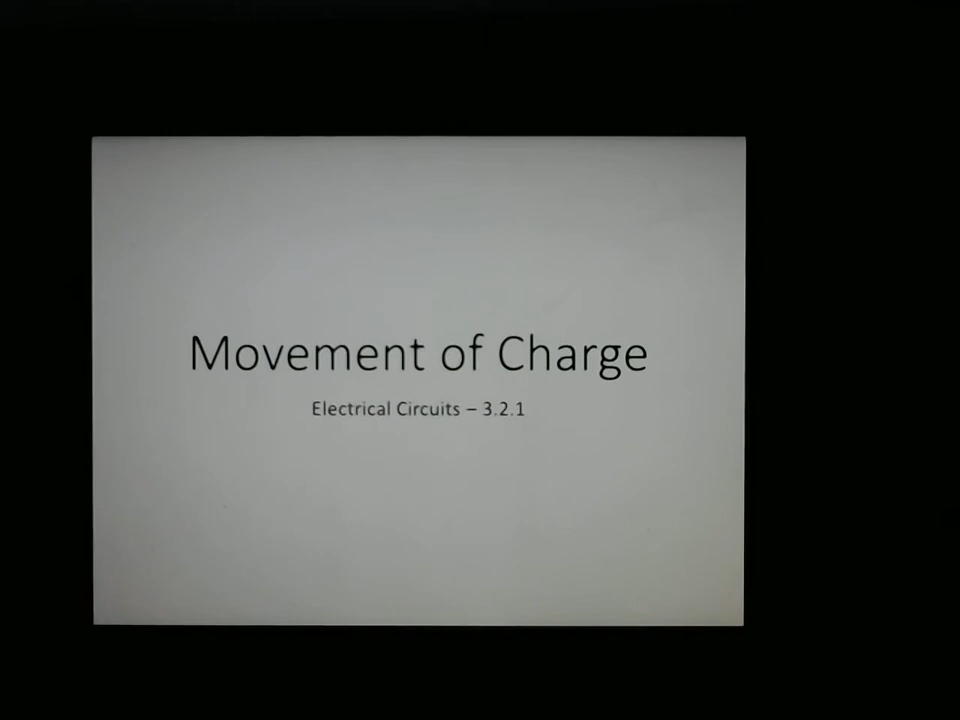 Movement of Charge
Electrical Circuits – 3.2.1